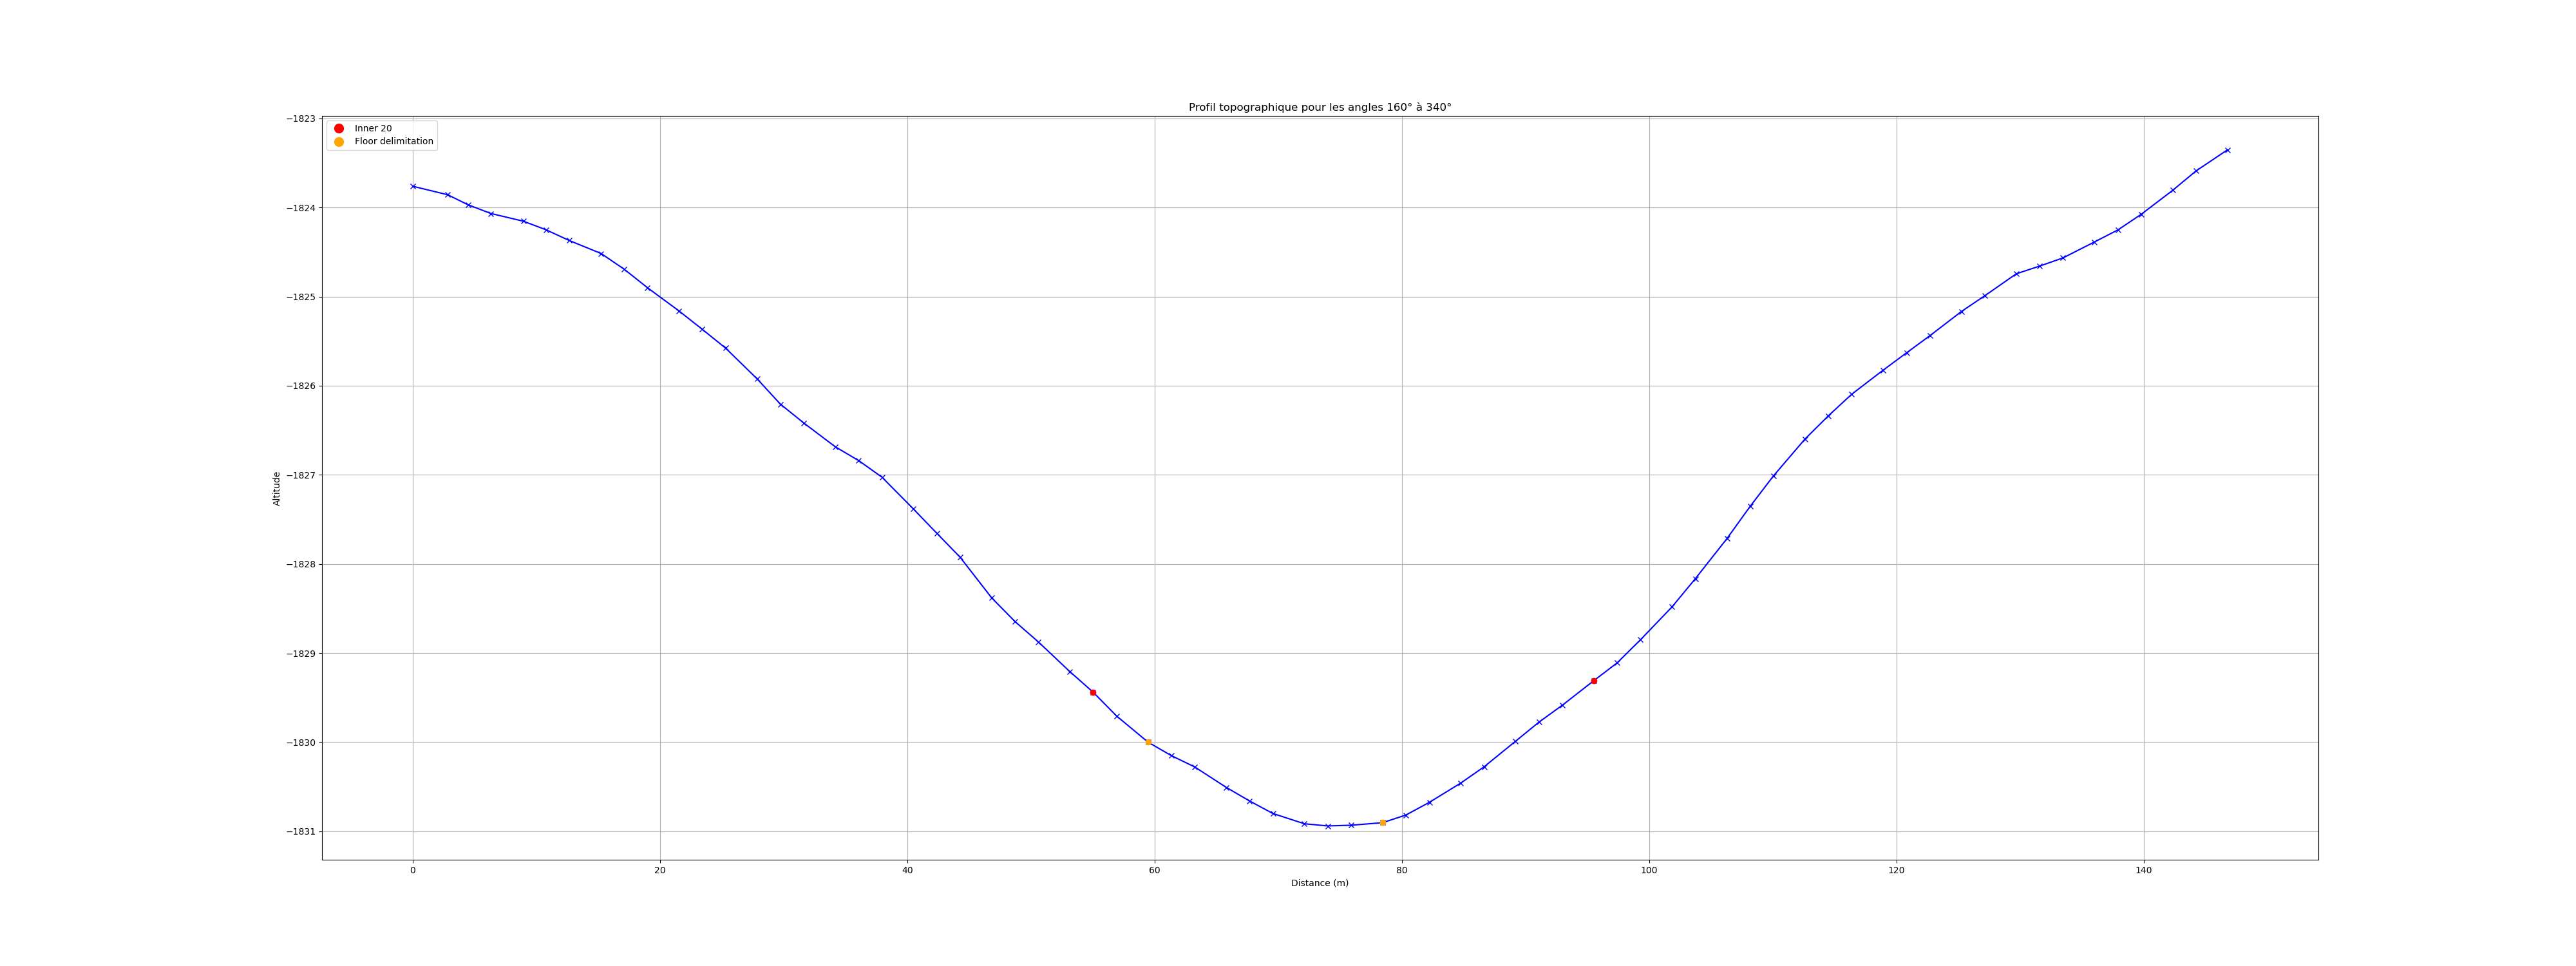 Profil topographique pour les angles 160° à 340°
Inner 20
Floor delimitation
−1823
−1824
−1825
−1826
−1827
−1828
−1829
−1830
−1831
Altitude
0 20 40 60 80 100 120 140
Distance (m)